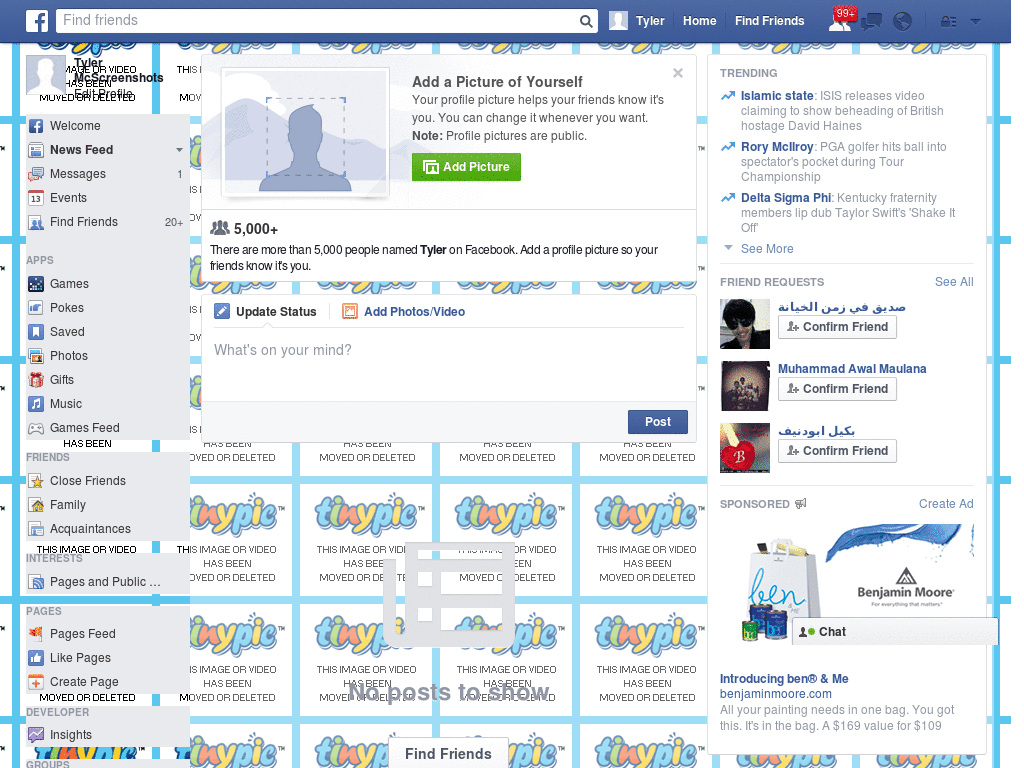 Find friends
Tyler
Home
Find Friends
99+
Tyler
McScreenshots
Edit Profile
Welcome
News Feed
Messages 1
Events
Find Friends 20+
APPS
Games
Pokes
Saved
Photos
Gifts
Music
Games Feed
FRIENDS
Close Friends
Family
Acquaintances
INTERESTS
Pages and Public ...
PAGES
Pages Feed
Like Pages
Create Page
DEVELOPER
Insights
GROUPS
Add a Picture of Yourself
Your profile picture helps your friends know it's
you. You can change it whenever you want.
Note: Profile pictures are public.
Add Picture
5,000+
There are more than 5,000 people named Tyler on Facebook. Add a profile picture so your
friends know it's you.
Update Status
Add Photos/Video
What's on your mind?
Post
tinypic™
THIS IMAGE OR VIDEO
HAS BEEN
MOVED OR DELETED
No posts to show
Find Friends
TRENDING
Islamic state: ISIS releases video
claiming to show beheading of British
hostage David Haines
Rory McIlroy: PGA golfer hits ball into
spectator's pocket during Tour
Championship
Delta Sigma Phi: Kentucky fraternity
members lip dub Taylor Swift's 'Shake It
Off'
See More
FRIEND REQUESTS See All
صديق في زمن الخيانة
Confirm Friend
Muhammad Awal Maulana
Confirm Friend
بكيل ابودنيف
Confirm Friend
SPONSORED Create Ad
ben
& ME
Benjamin Moore®
For everything that matters.®
Chat
Introducing ben® & Me
benjaminmoore.com
All your painting needs in one bag. You got
this. It's in the bag. A $169 value for $109